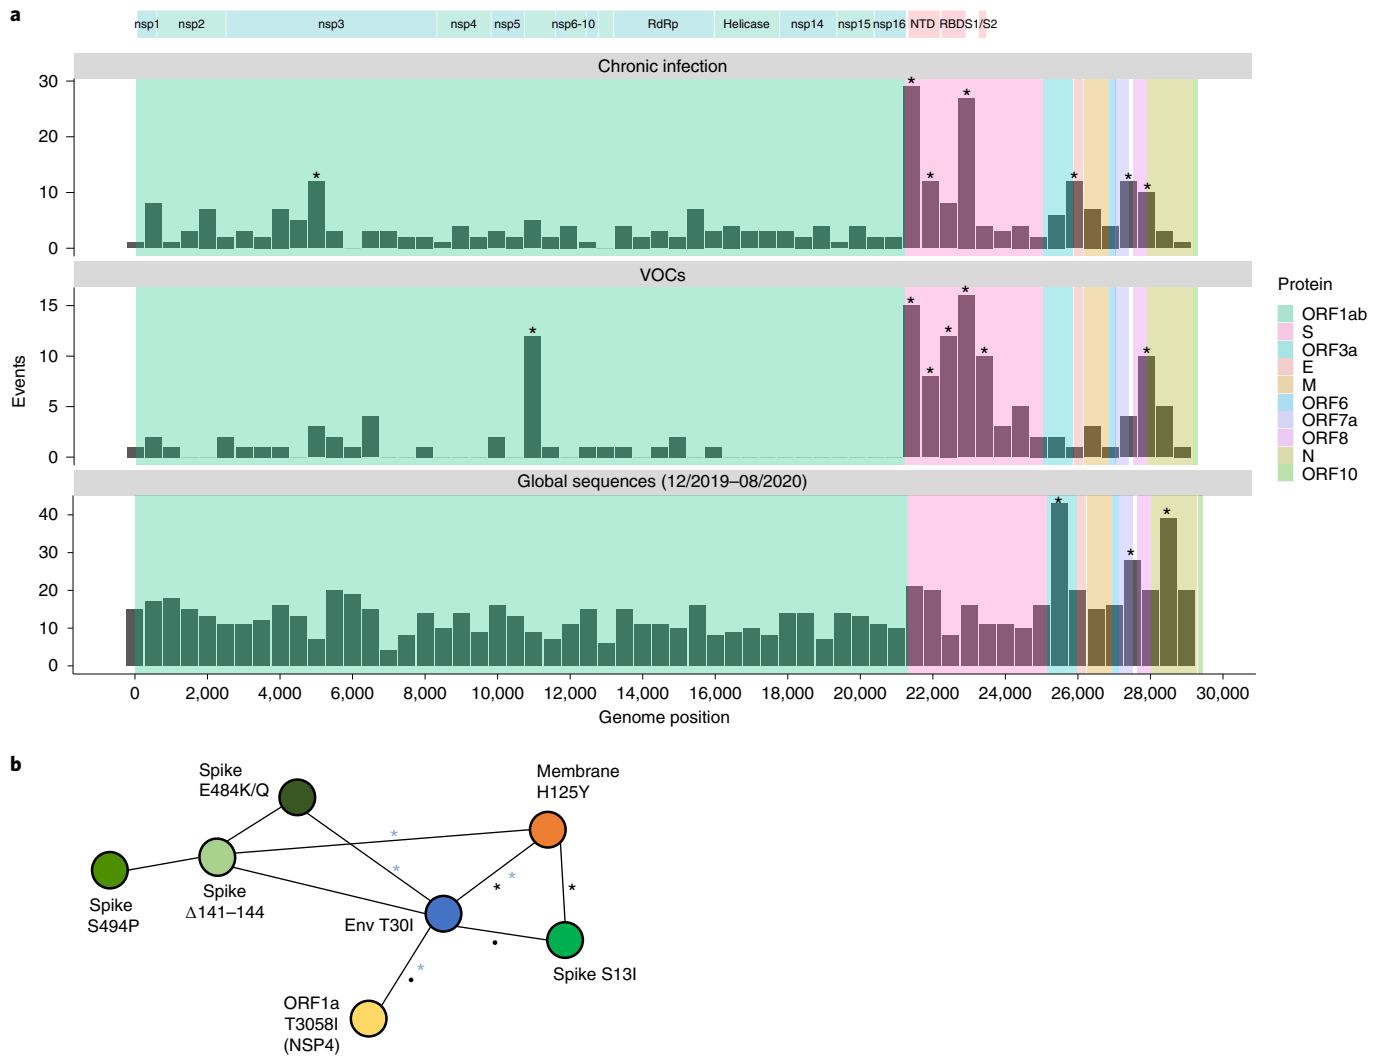 a
nsp1 nsp2 nsp3 nsp4 nsp5 nsp6-10 RdRp Helicase nsp14 nsp15 nsp16 NTD RBD S1/S2
Chronic infection
30
20
10
0
* * * * * * *
VOCs
15
10
5
0
* * * * * * *
Events
Global sequences (12/2019–08/2020)
40
30
20
10
0
* * *
0 2,000 4,000 6,000 8,000 10,000 12,000 14,000 16,000 18,000 20,000 22,000 24,000 26,000 28,000 30,000
Genome position
Protein
ORF1ab
S
ORF3a
E
M
ORF6
ORF7a
ORF8
N
ORF10
b
Spike
E484K/Q
Membrane
H125Y
Spike
S494P
Spike
Δ141–144
Env T30I
Spike S13I
ORF1a
T3058I
(NSP4)
* * * * * • * •